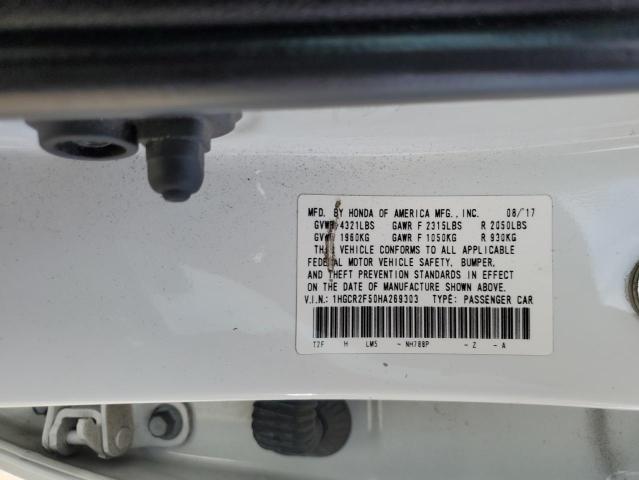 MFD. BY HONDA OF AMERICA MFG., INC. 08/'17
GVWR 4321LBS GAWR F 2315LBS R 2050LBS
GVWR 1960KG GAWR F 1050KG R 930KG
THIS VEHICLE CONFORMS TO ALL APPLICABLE
FEDERAL MOTOR VEHICLE SAFETY, BUMPER,
AND THEFT PREVENTION STANDARDS IN EFFECT
ON THE DATE OF MANUFACTURE SHOWN ABOVE.
V.I.N.: 1HGCR2F50HA269303 TYPE: PASSENGER CAR
T2F H LM5 - NH788P - Z - A